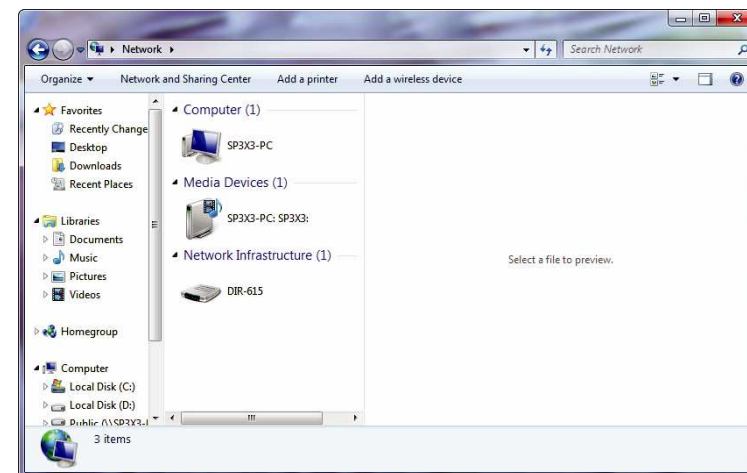 Network
Search Network
Organize Network and Sharing Center Add a printer Add a wireless device
Favorites
Recently Change
Desktop
Downloads
Recent Places
Libraries
Documents
Music
Pictures
Videos
Homegroup
Computer
Local Disk (C:)
Local Disk (D:)
Public (\\SP3X3-
Computer (1)
SP3X3-PC
Media Devices (1)
SP3X3-PC: SP3X3:
Network Infrastructure (1)
DIR-615
Select a file to preview.
3 items